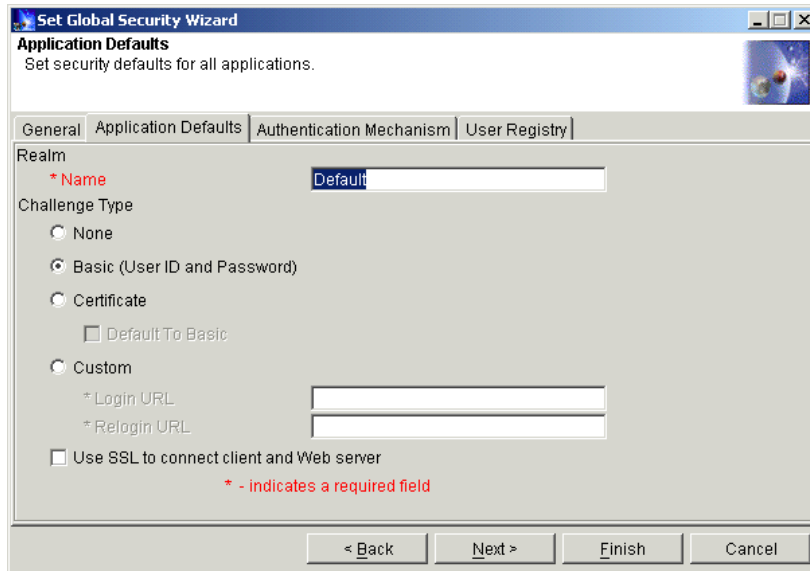 Set Global Security Wizard
Application Defaults
Set security defaults for all applications.
General Application Defaults Authentication Mechanism User Registry
Realm
* Name Default
Challenge Type
None
Basic (User ID and Password)
Certificate
Default To Basic
Custom
* Login URL
* Relogin URL
Use SSL to connect client and Web server
* - indicates a required field
< Back Next > Finish Cancel